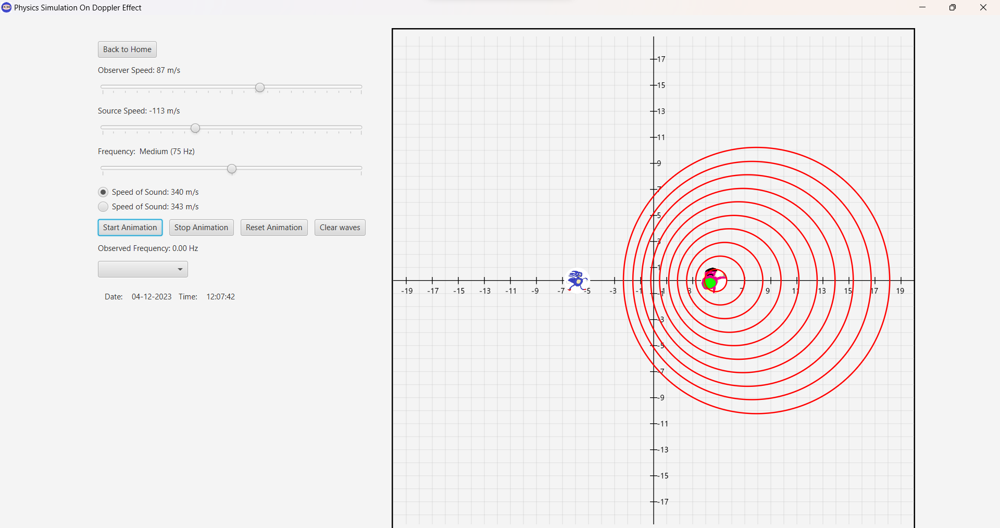 Physics Simulation On Doppler Effect
Back to Home
Observer Speed: 87 m/s
Source Speed: -113 m/s
Frequency:  Medium (75 Hz)
Speed of Sound: 340 m/s
Speed of Sound: 343 m/s
Start Animation Stop Animation Reset Animation Clear waves
Observed Frequency: 0.00 Hz
Date: 04-12-2023 Time: 12:07:42
17
15
13
11
9
7
5
3
1
-19 -17 -15 -13 -11 -9 -7 -5 -3 -1 1 3 7 9 11 13 15 17 19
-1
-3
-5
-7
-9
-11
-13
-15
-17